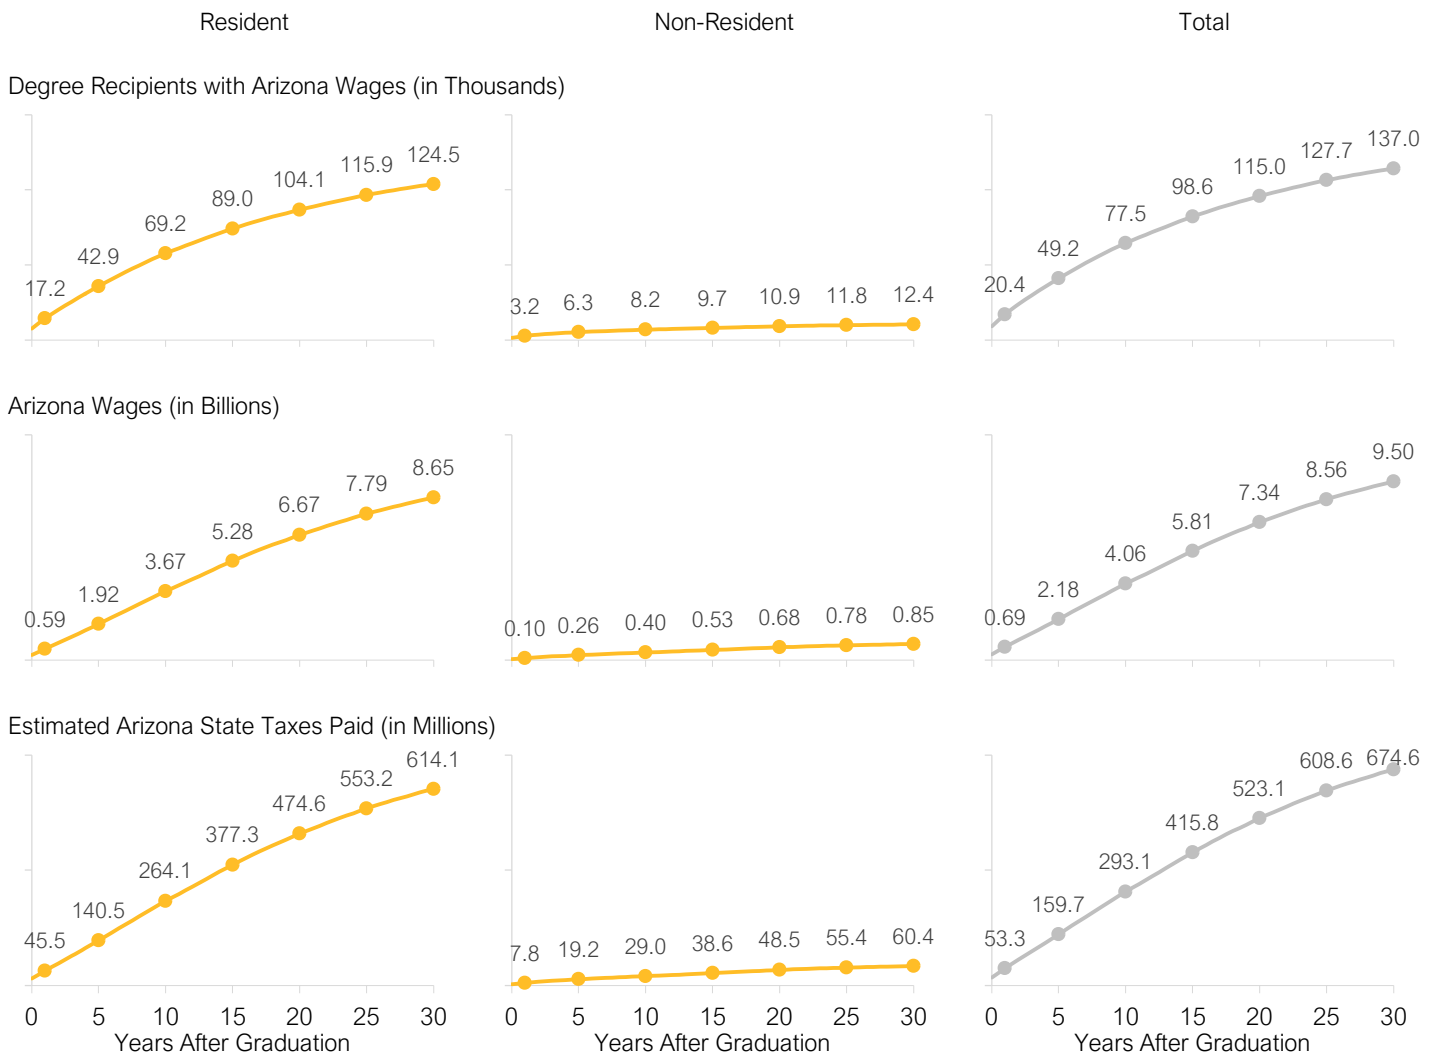 Resident Non-Resident Total
Degree Recipients with Arizona Wages (in Thousands)
17.2 42.9 69.2 89.0 104.1 115.9 124.5
3.2 6.3 8.2 9.7 10.9 11.8 12.4
20.4 49.2 77.5 98.6 115.0 127.7 137.0
Arizona Wages (in Billions)
0.59 1.92 3.67 5.28 6.67 7.79 8.65
0.10 0.26 0.40 0.53 0.68 0.78 0.85
0.69 2.18 4.06 5.81 7.34 8.56 9.50
Estimated Arizona State Taxes Paid (in Millions)
45.5 140.5 264.1 377.3 474.6 553.2 614.1
7.8 19.2 29.0 38.6 48.5 55.4 60.4
53.3 159.7 293.1 415.8 523.1 608.6 674.6
0 5 10 15 20 25 30 0 5 10 15 20 25 30 0 5 10 15 20 25 30
Years After Graduation Years After Graduation Years After Graduation